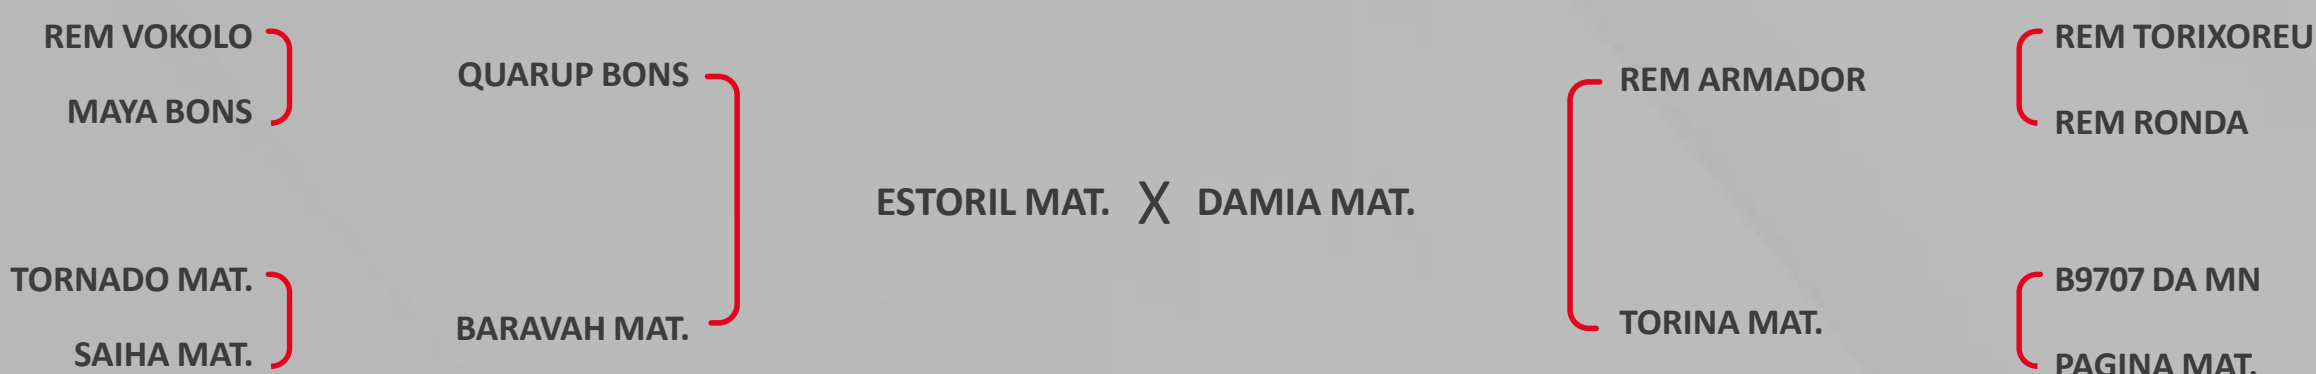 REM VOKOLO
MAYA BONS
QUARUP BONS
TORNADO MAT.
SAIHA MAT.
BARAVAH MAT.
ESTORIL MAT. X DAMIA MAT.
REM ARMADOR
REM TORIXOREU
REM RONDA
TORINA MAT.
B9707 DA MN
PAGINA MAT.